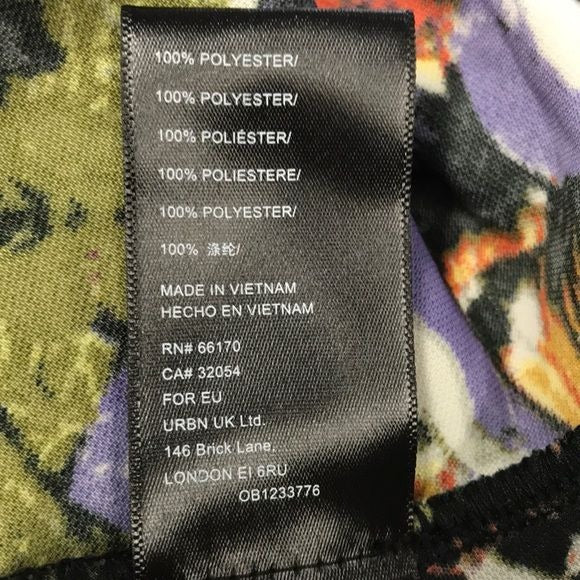 100% POLYESTER/
100% POLYESTER/
100% POLIÉSTER/
100% POLIESTERE/
100% POLYESTER/
100% 涤纶/
MADE IN VIETNAM
HECHO EN VIETNAM
RN# 66170
CA# 32054
FOR EU
URBN UK Ltd.
146 Brick Lane,
LONDON EI 6RU
OB1233776